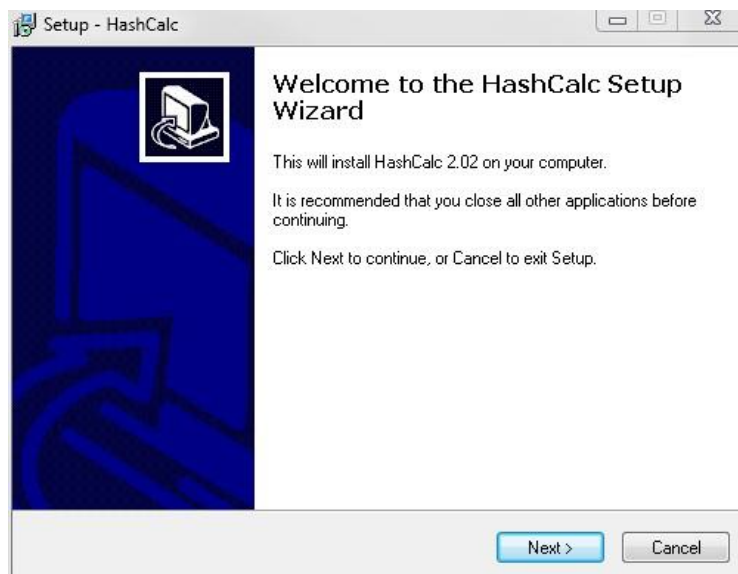 Setup - HashCalc
Welcome to the HashCalc Setup
Wizard
This will install HashCalc 2.02 on your computer.
It is recommended that you close all other applications before
continuing.
Click Next to continue, or Cancel to exit Setup.
Next >
Cancel